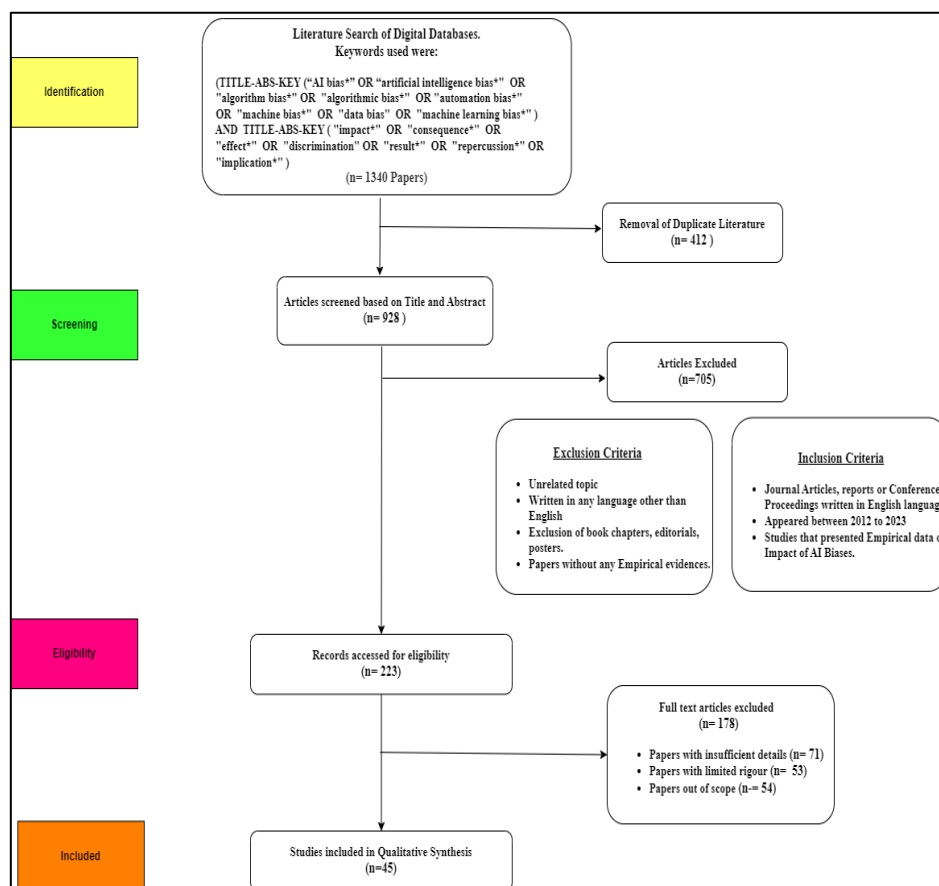 Literature Search of Digital Databases.
Keywords used were:
(TITLE-ABS-KEY (“AI bias*” OR “artificial intelligence bias*" OR
"algorithm bias*" OR "algorithmic bias*" OR "automation bias*"
OR "machine bias*" OR "data bias" OR "machine learning bias*" )
AND TITLE-ABS-KEY ( "impact*" OR "consequence*" OR
"effect*" OR "discrimination" OR "result*" OR "repercussion*" OR
"implication*" )
(n= 1340 Papers)
Identification
Removal of Duplicate Literature
(n= 412 )
Screening
Articles screened based on Title and Abstract
(n= 928 )
Articles Excluded
(n=705)
Exclusion Criteria
• Unrelated topic
• Written in any language other than
English
• Exclusion of book chapters, editorials,
posters.
• Papers without any Empirical evidences.
Inclusion Criteria
• Journal Articles, reports or Conference
Proceedings written in English languag
• Appeared between 2012 to 2023
• Studies that presented Empirical data o
Impact of AI Biases.
Eligibility
Records accessed for eligibility
(n= 223)
Full text articles excluded
(n= 178)
• Papers with insufficient details (n= 71)
• Papers with limited rigour (n= 53)
• Papers out of scope (n-= 54)
Included
Studies included in Qualitative Synthesis
(n=45)